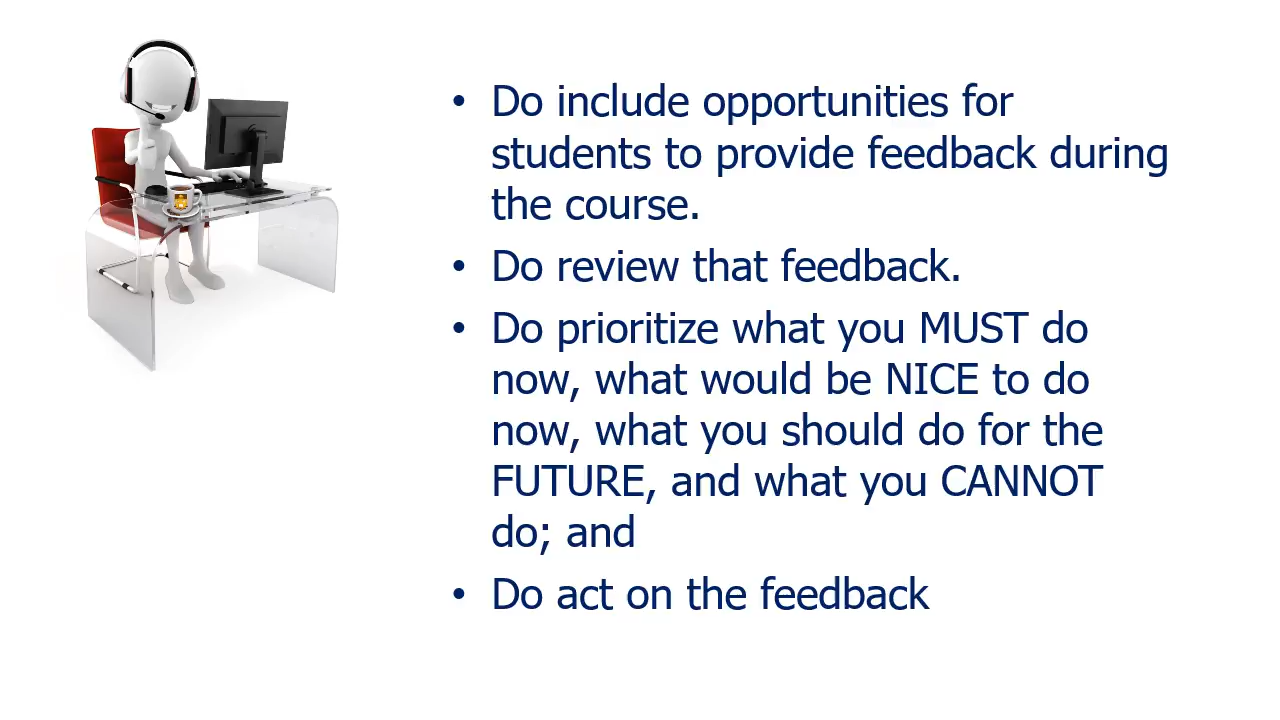 • Do include opportunities for
students to provide feedback during
the course.
• Do review that feedback.
• Do prioritize what you MUST do
now, what would be NICE to do
now, what you should do for the
FUTURE, and what you CANNOT
do; and
• Do act on the feedback